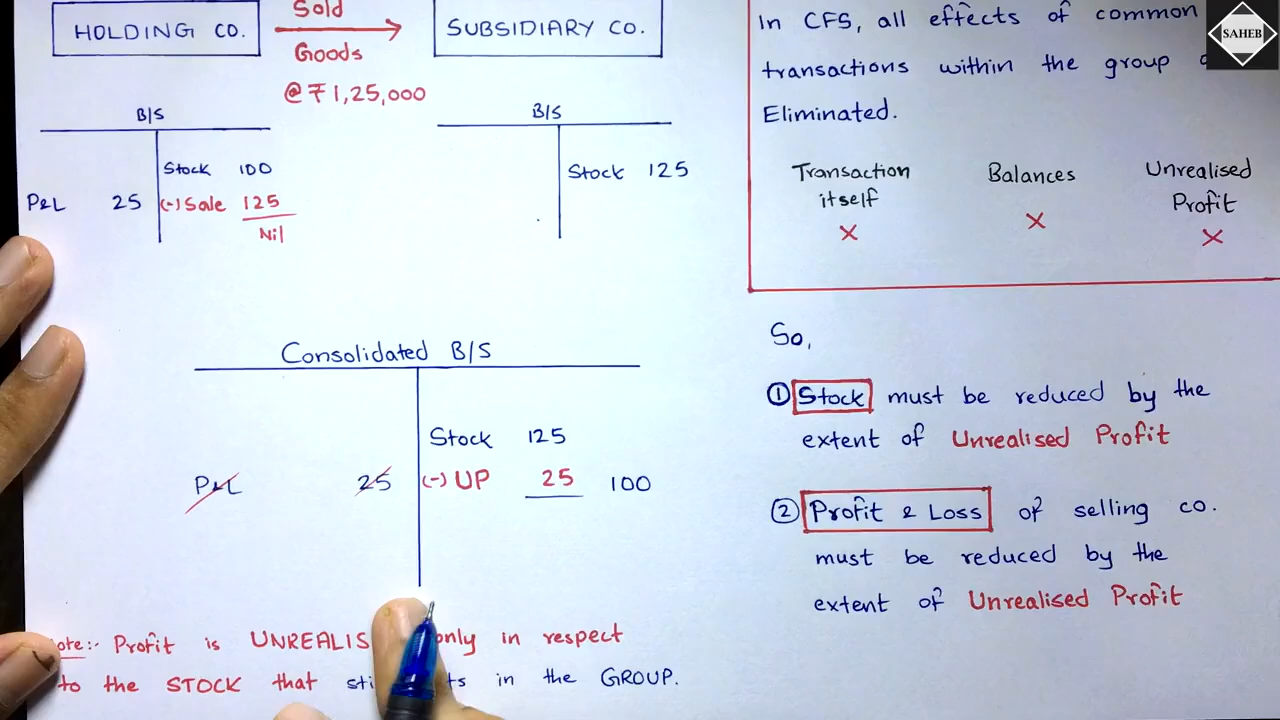 Sold
HOLDING CO.
SUBSIDIARY CO.
Goods
@ ₹1,25,000
B/S
Stock 100
P&L 25 (-) Sale 125
Nil
B/S
Stock 125
In CFS, all effects of common
transactions within the group
Eliminated.
Transaction
itself
Balances
Unrealised
Profit
SAHEB
Consolidated B/S
Stock 125
P&L 25 (-) UP 25 100
So,
① Stock must be reduced by the
extent of Unrealised Profit
② Profit & Loss of selling co.
must be reduced by the
extent of Unrealised Profit
Profit is only in respect
to the STOCK that in the GROUP.